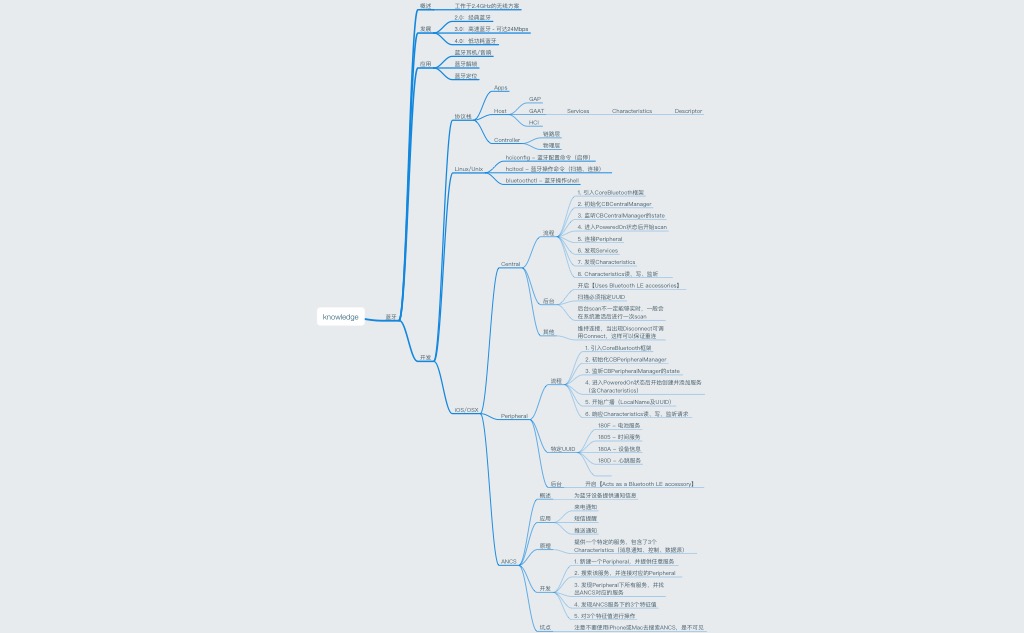 knowledge
蓝牙
概述
工作于2.4GHz的无线方案
发展
2.0: 经典蓝牙
3.0: 高速蓝牙 - 可达24Mbps
4.0: 低功耗蓝牙
应用
蓝牙耳机/音箱
蓝牙解锁
蓝牙定位
开发
协议栈
Apps
Host
GAP
GAAT
Services
Characteristics
Descriptor
HCI
Controller
链路层
物理层
Linux/Unix
hciconfig - 蓝牙配置命令（启停）
hcitool - 蓝牙操作命令（扫描、连接）
bluetoothctl - 蓝牙操作shell
iOS/OSX
Central
流程
1. 引入CoreBluetooth框架
2. 初始化CBCentralManager
3. 监听CBCentralManager的state
4. 进入PoweredOn状态后开始scan
5. 连接Peripheral
6. 发现Services
7. 发现Characteristics
8. Characteristics读、写、监听
后台
开启【Uses Bluetooth LE accessories】
扫描必须指定UUID
后台scan不一定能够实时，一般会
在系统激活后进行一次scan
其他
维持连接，当出现Disconnect可调
用Connect，这样可以保证重连
Peripheral
流程
1. 引入CoreBluetooth框架
2. 初始化CBPeripheralManager
3. 监听CBPeripheralManager的state
4. 进入PoweredOn状态后开始创建并添加服务
（含Characteristics）
5. 开始广播（LocalName及UUID）
6. 响应Characteristics读、写、监听请求
特定UUID
180F - 电池服务
1805 - 时间服务
180A - 设备信息
180D - 心跳服务
后台
开启【Acts as a Bluetooth LE accessory】
ANCS
概述
为蓝牙设备提供通知信息
应用
来电通知
短信提醒
推送通知
原理
提供一个特定的服务，包含了3个
Characteristics（消息通知、控制、数据源）
开发
1. 新建一个Peripheral，并提供任意服务
2. 搜索该服务，并连接对应的Peripheral
3. 发现Peripheral下所有服务，并找
出ANCS对应的服务
4. 发现ANCS服务下的3个特征值
5. 对3个特征值进行操作
坑点
注意不能使用iPhone或Mac去搜索ANCS，是不可见